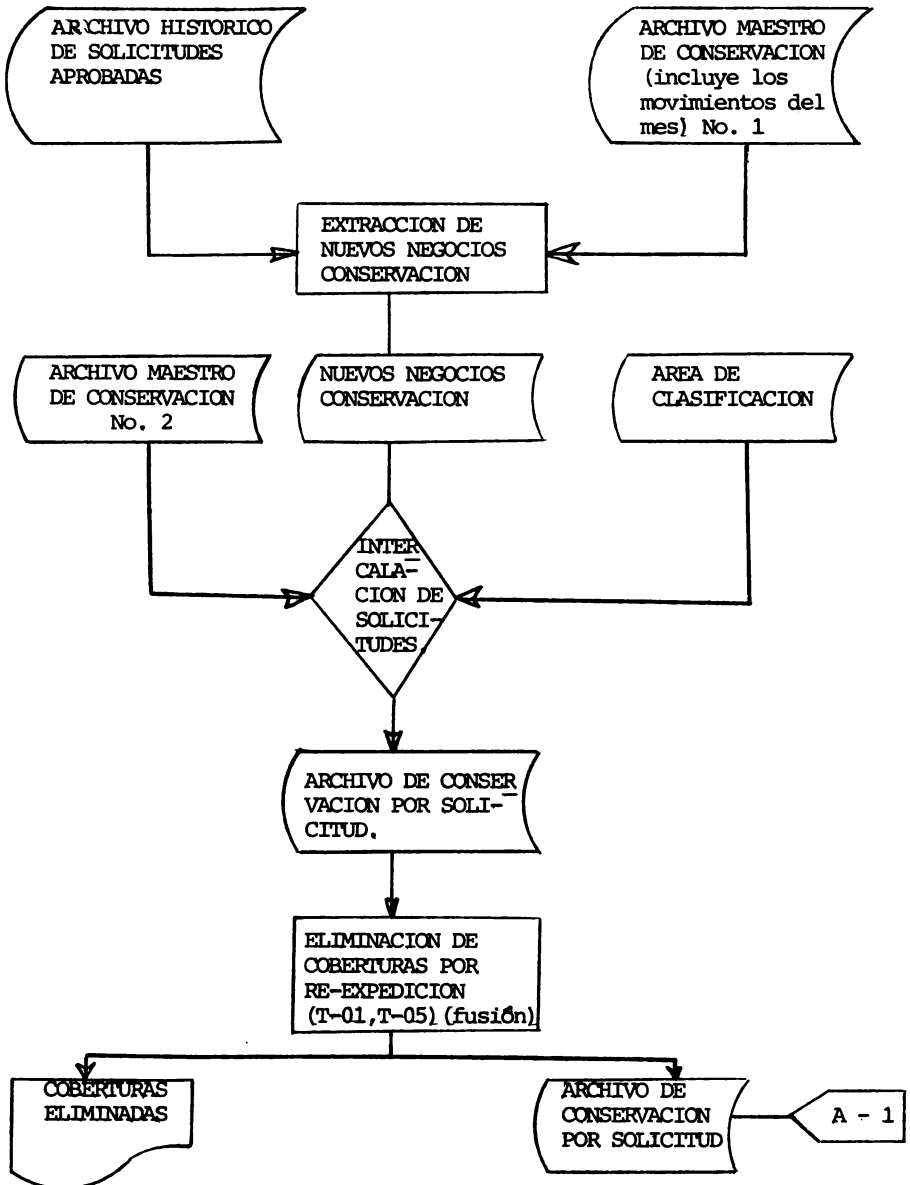 ARCHIVO HISTORICO
DE SOLICITUDES
APROBADAS
ARCHIVO MAESTRO
DE CONSERVACION
(incluye los
movimientos del
mes) No. 1
EXTRACCION DE
NUEVOS NEGOCIOS
CONSERVACION
ARCHIVO MAESTRO
DE CONSERVACION
No. 2
NUEVOS NEGOCIOS
CONSERVACION
AREA DE
CLASIFICACION
INTER
CALA-
CION DE
SOLICI-
TUDES.
ARCHIVO DE CONSER
VACION POR SOLI-
CITUD.
ELIMINACION DE
COBERTURAS POR
RE-EXPEDICION
(T-01,T-05) (fusión)
COBERTURAS
ELIMINADAS
ARCHIVO DE
CONSERVACION
POR SOLICITUD
A - 1